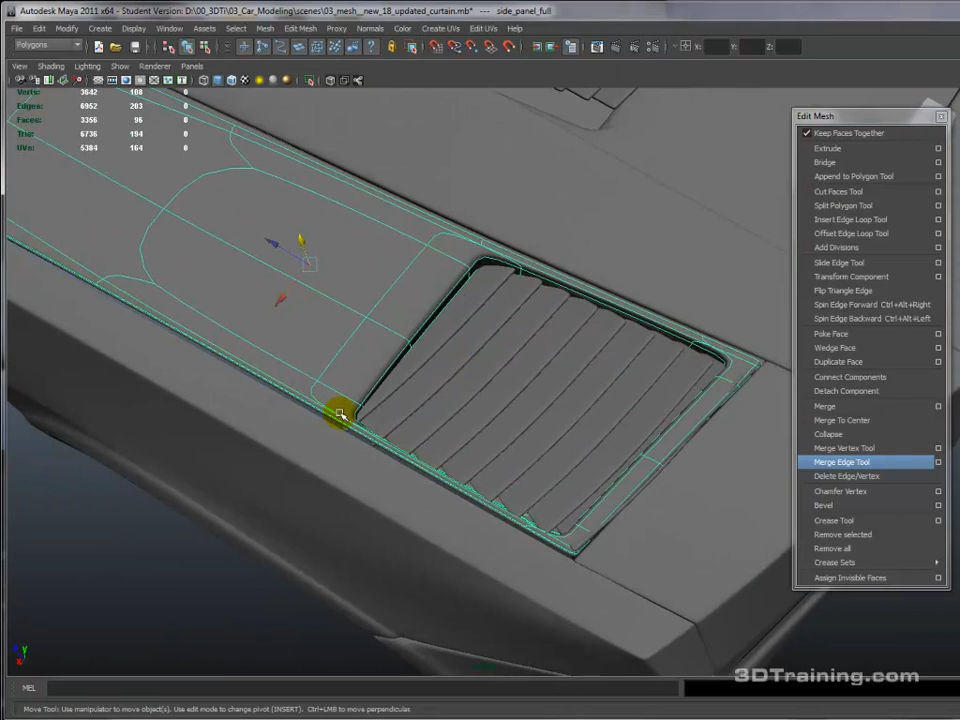 Autodesk Maya 2011 x64 - Student Version: D:\00_3DTi\03_Car_Modeling\scenes\03_mesh__new_18_updated_curtain.mb* --- side_panel_full
File Edit Modify Create Display Window Assets Select Mesh Edit Mesh Proxy Normals Color Create UVs Edit UVs Help
Polygons X: Y: Z:
View Shading Lighting Show Renderer Panels
Verts: 3642 108 0
Edges: 6952 203 0
Faces: 3356 96 0
Tris: 6736 194 0
UVs: 5384 164 0
Edit Mesh
Keep Faces Together
Extrude
Bridge
Append to Polygon Tool
Cut Faces Tool
Split Polygon Tool
Insert Edge Loop Tool
Offset Edge Loop Tool
Add Divisions
Slide Edge Tool
Transform Component
Flip Triangle Edge
Spin Edge Forward Ctrl+Alt+Right
Spin Edge Backward Ctrl+Alt+Left
Poke Face
Wedge Face
Duplicate Face
Connect Components
Detach Component
Merge
Merge To Center
Collapse
Merge Vertex Tool
Merge Edge Tool
Delete Edge/Vertex
Chamfer Vertex
Bevel
Crease Tool
Remove selected
Remove all
Crease Sets
Assign Invisible Faces
y
x
3DTraining.com
MEL
Move Tool: Use manipulator to move object(s). Use edit mode to change pivot (INSERT). Ctrl+LMB to move perpendicular.